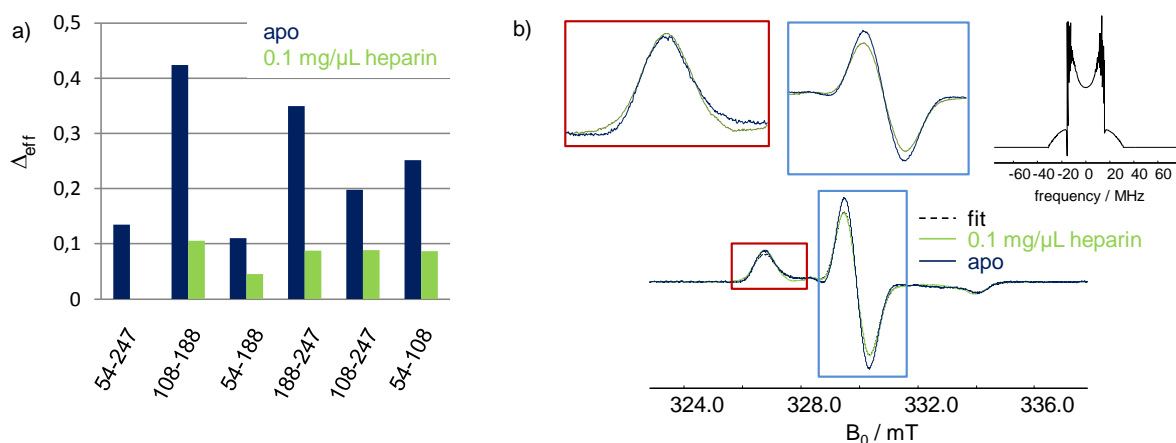 a)
0,5
0,4
0,3
0,2
0,1
0
Δeff
apo
0.1 mg/µL heparin
54-247
108-188
54-188
188-247
108-247
54-108
b)
-60
-40
-20
0
20
40
60
frequency / MHz
fit
0.1 mg/µL heparin
apo
324.0
328.0
332.0
336.0
B0 / mT